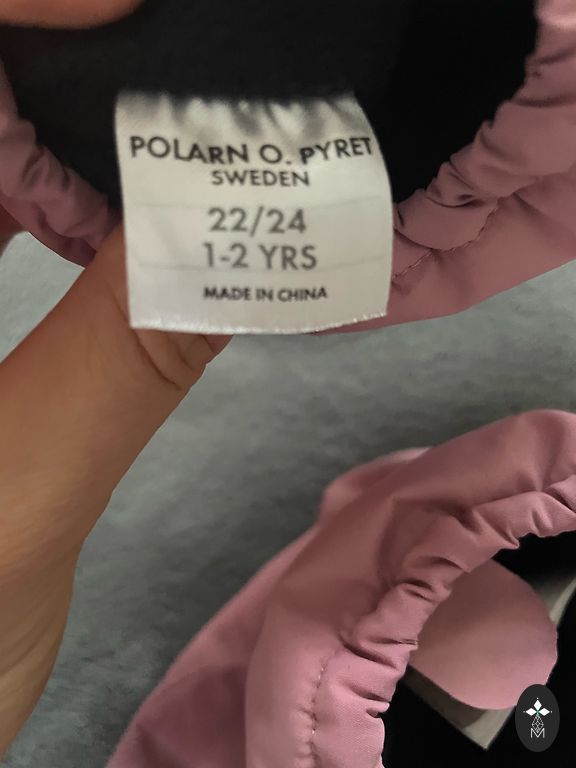 POLARN O. PYRET
SWEDEN
22/24
1-2 YRS
MADE IN CHINA
M